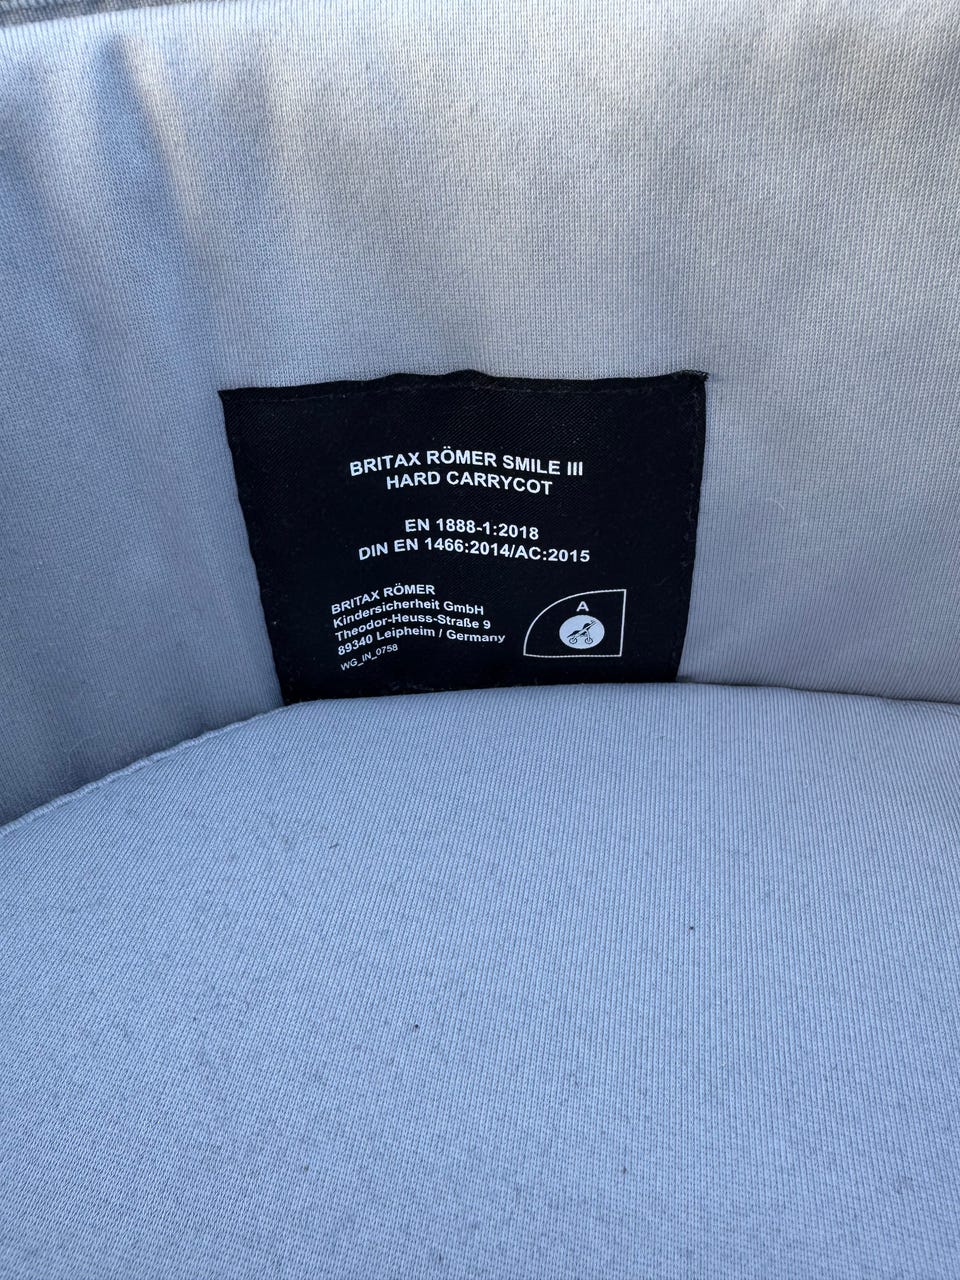 BRITAX RÖMER SMILE III
HARD CARRYCOT
EN 1888-1:2018
DIN EN 1466:2014/AC:2015
BRITAX RÖMER
Kindersicherheit GmbH
Theodor-Heuss-Straße 9
89340 Leipheim / Germany
WG_IN_0758
A